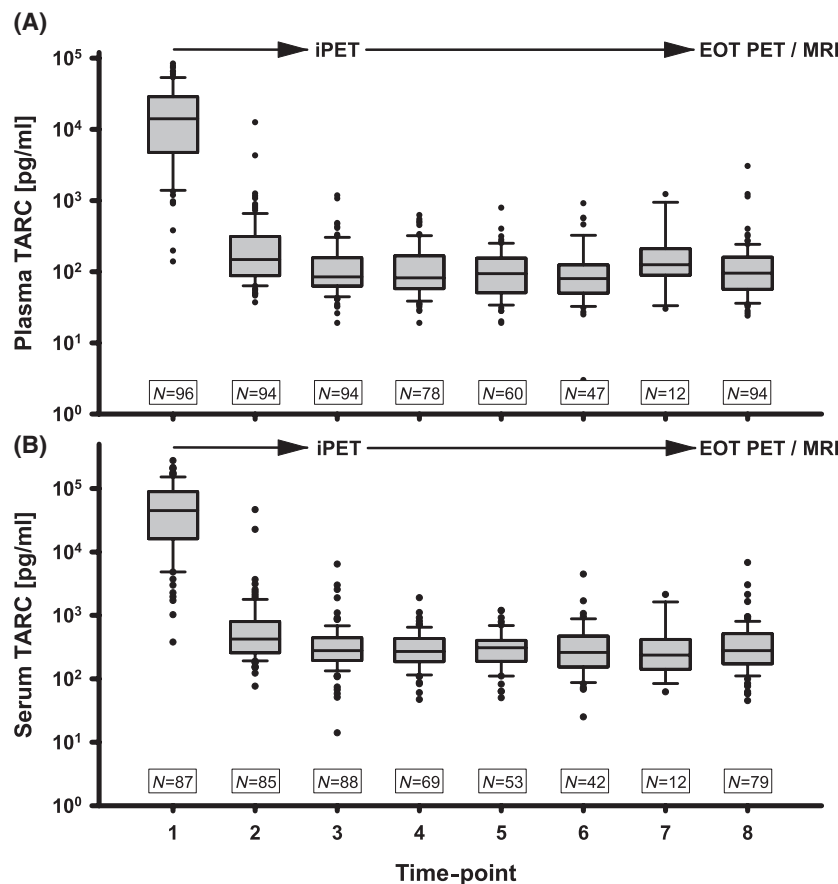 (A)
iPET
EOT PET / MRI
Plasma TARC [pg/ml]
10⁵
10⁴
10³
10²
10¹
10⁰
N=96 N=94 N=94 N=78 N=60 N=47 N=12 N=94
(B)
iPET
EOT PET / MRI
Serum TARC [pg/ml]
10⁵
10⁴
10³
10²
10¹
10⁰
N=87 N=85 N=88 N=69 N=53 N=42 N=12 N=79
1 2 3 4 5 6 7 8
Time-point